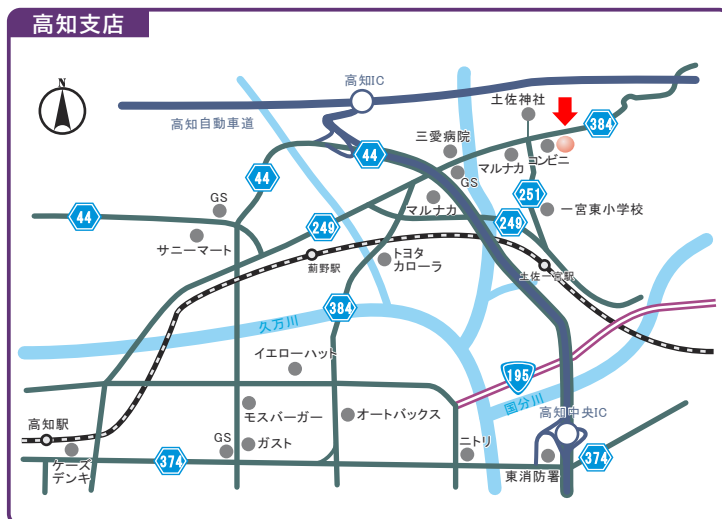 高知支店
N
高知IC
高知自動車道
土佐神社
384
三愛病院
44
マルナカ
コンビニ
GS
44
251
GS
マルナカ
一宮東小学校
44
249
249
サニーマート
薊野駅
トヨタ
カローラ
土佐一宮駅
384
久万川
イエローハット
195
国分川
モスバーガー
オートバックス
高知中央IC
高知駅
GS
ガスト
ニトリ
ケーズ
デンキ
374
東消防署
374